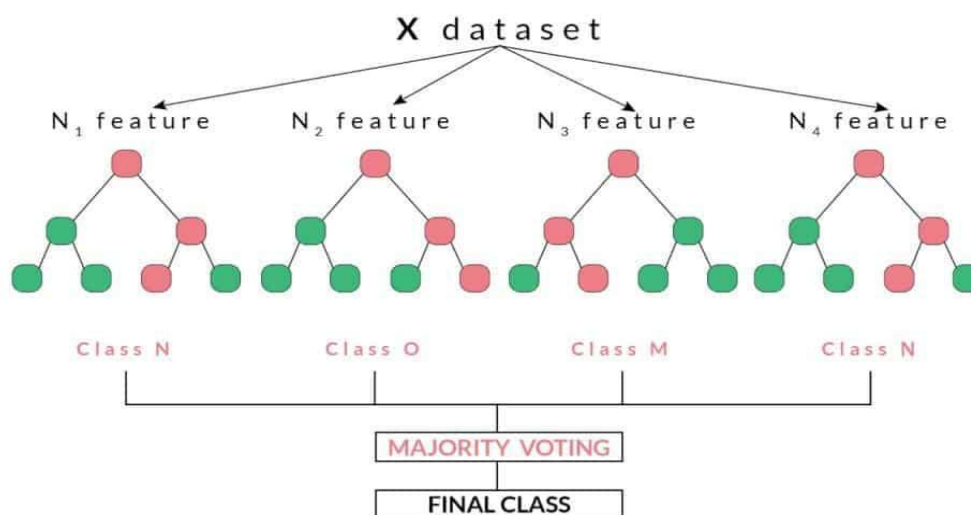 X dataset
N₁ feature N₂ feature N₃ feature N₄ feature
Class N Class O Class M Class N
MAJORITY VOTING
FINAL CLASS